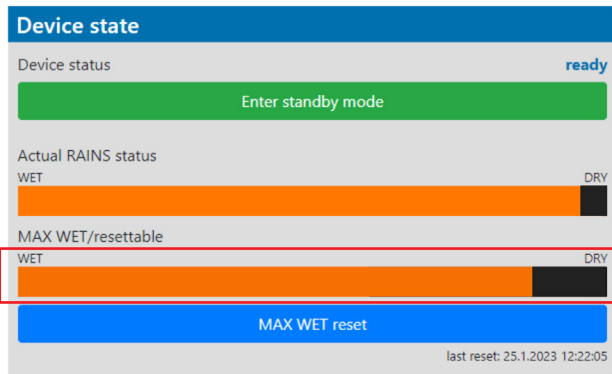 Device state
Device status ready
Enter standby mode
Actual RAINS status
WET DRY
MAX WET/resettable
WET DRY
MAX WET reset
last reset: 25.1.2023 12:22:05